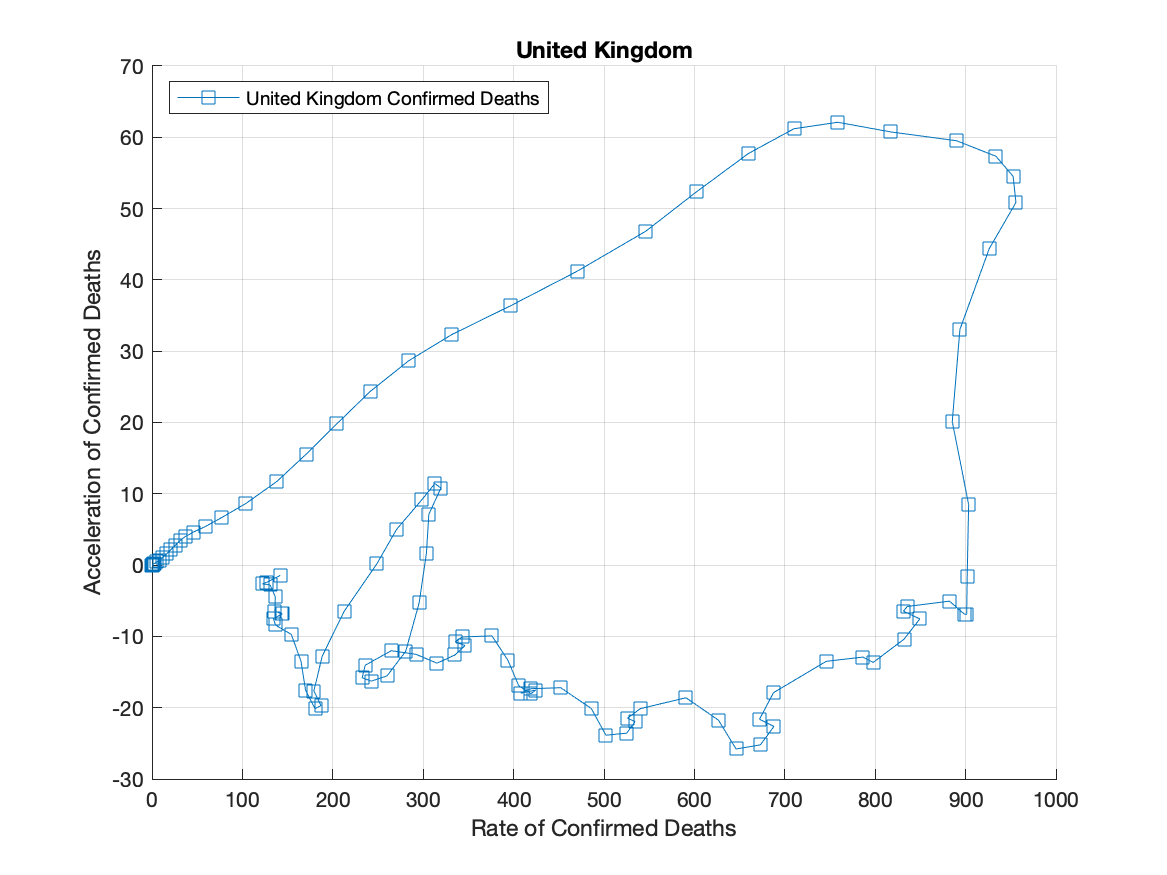 United Kingdom
70
United Kingdom Confirmed Deaths
60
50
40
30
20
10
0
-10
-20
-30
Acceleration of Confirmed Deaths
0 100 200 300 400 500 600 700 800 900 1000
Rate of Confirmed Deaths